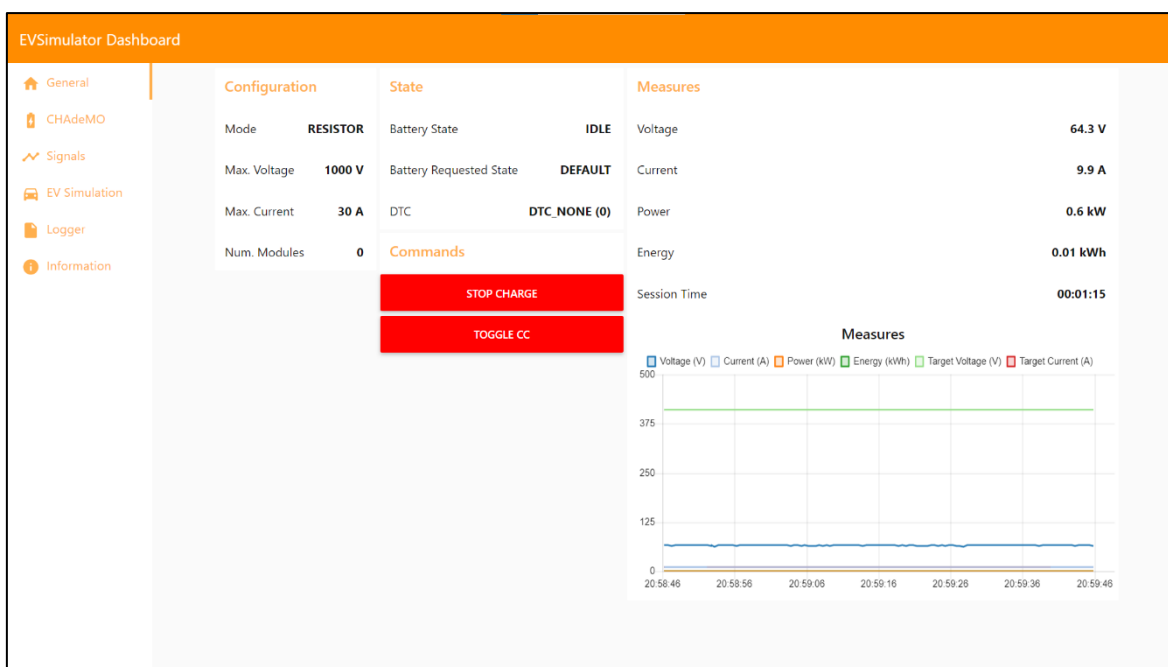 EVSimulator Dashboard
General
CHAdeMO
Signals
EV Simulation
Logger
Information
Configuration
Mode RESISTOR
Max. Voltage 1000 V
Max. Current 30 A
Num. Modules 0
State
Battery State IDLE
Battery Requested State DEFAULT
DTC DTC_NONE (0)
Commands
STOP CHARGE
TOGGLE CC
Measures
Voltage 64.3 V
Current 9.9 A
Power 0.6 kW
Energy 0.01 kWh
Session Time 00:01:15
Measures
Voltage (V) Current (A) Power (kW) Energy (kWh) Target Voltage (V) Target Current (A)
500
375
250
125
0
20:58:46 20:58:56 20:59:06 20:59:16 20:59:26 20:59:36 20:59:46